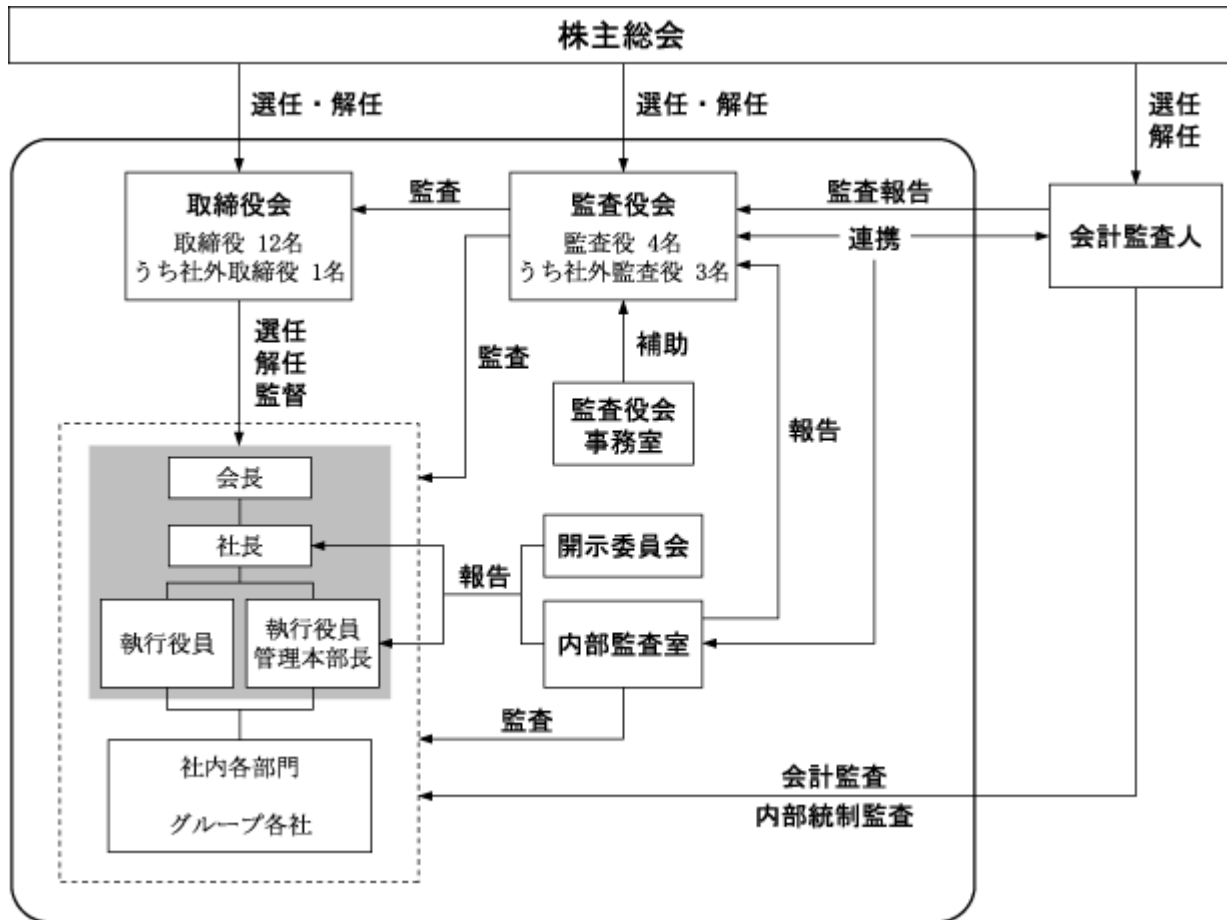 株主総会
選任・解任
選任・解任
選任
解任
取締役会
取締役 12名
うち社外取締役 1名
監査
監査役会
監査役 4名
うち社外監査役 3名
監査報告
連携
会計監査人
選任
解任
監督
監査
補助
監査役会
事務室
報告
会長
社長
執行役員
執行役員
管理本部長
報告
開示委員会
内部監査室
監査
社内各部門
グループ各社
会計監査
内部統制監査